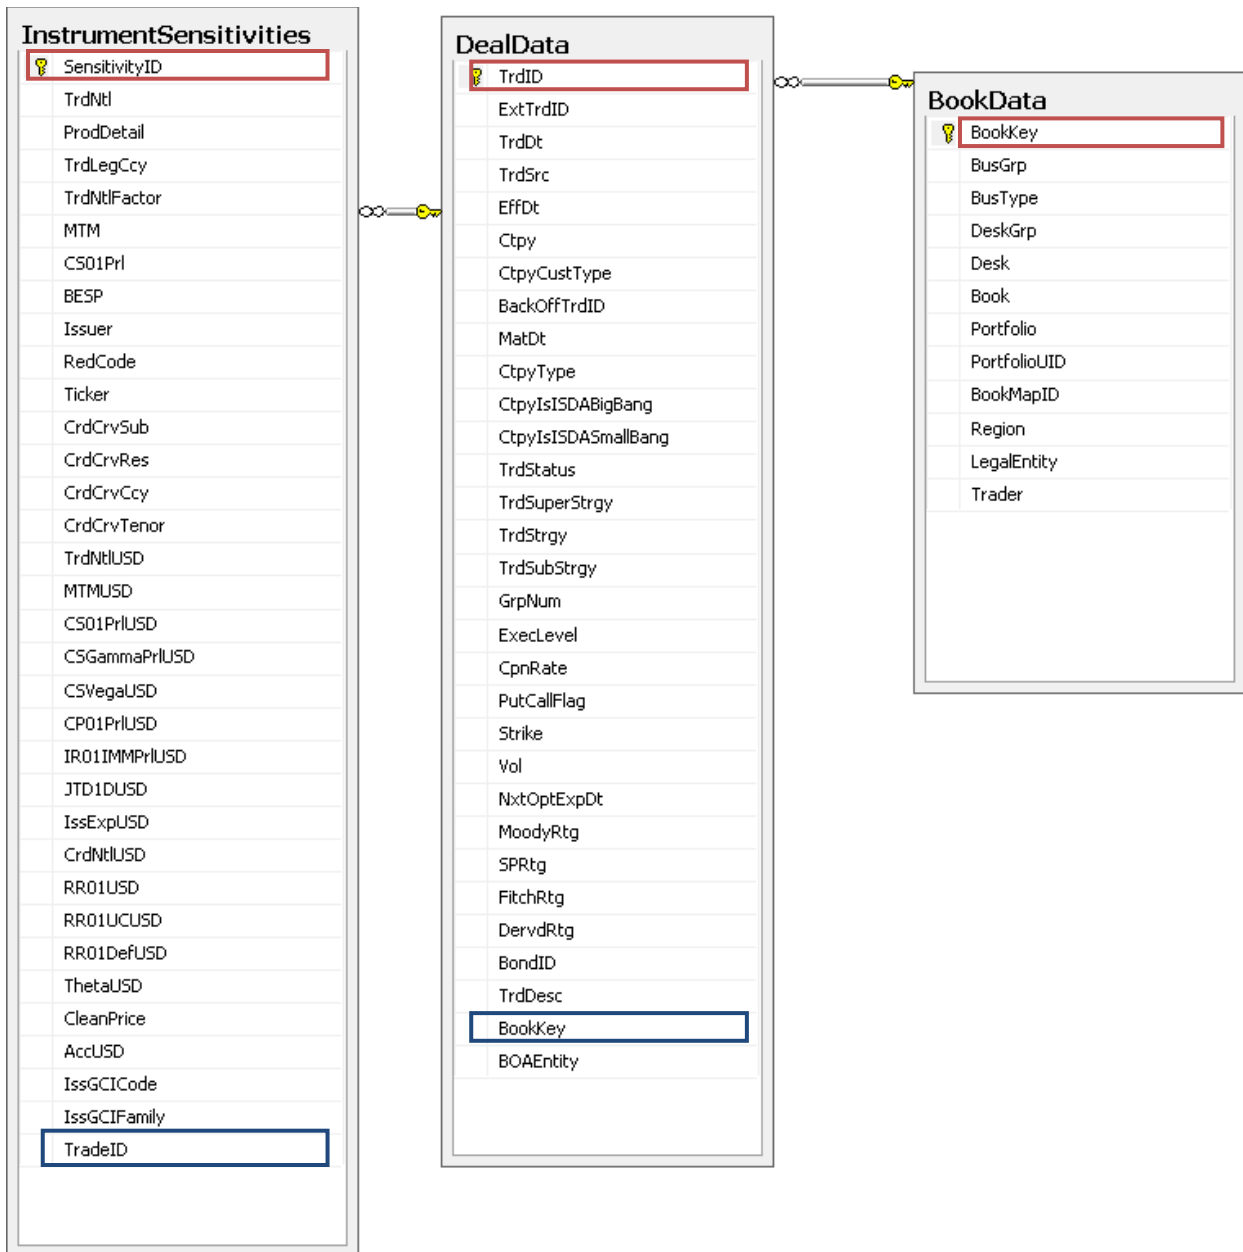 InstrumentSensitivities
SensitivityID
TrdNtl
ProdDetail
TrdLegCcy
TrdNtlFactor
MTM
CS01Prl
BESP
Issuer
RedCode
Ticker
CrdCrvSub
CrdCrvRes
CrdCrvCcy
CrdCrvTenor
TrdNtlUSD
MTMUSD
CS01PrlUSD
CSGammaPrlUSD
CSVegaUSD
CP01PrlUSD
IR01IMMPrlUSD
JTD1DUSD
IssExpUSD
CrdNtlUSD
RR01USD
RR01UCUSD
RR01DefUSD
ThetaUSD
CleanPrice
AccUSD
IssGCICode
IssGCIFamily
TradeID
DealData
TrdID
ExtTrdID
TrdDt
TrdSrc
EffDt
Ctpy
CtpyCustType
BackOffTrdID
MatDt
CtpyType
CtpyIsISDABigBang
CtpyIsISDASmallBang
TrdStatus
TrdSuperStrgy
TrdStrgy
TrdSubStrgy
GrpNum
ExecLevel
CpnRate
PutCallFlag
Strike
Vol
NxtOptExpDt
MoodyRtg
SPRtg
FitchRtg
DervdRtg
BondID
TrdDesc
BookKey
BOAEntity
BookData
BookKey
BusGrp
BusType
DeskGrp
Desk
Book
Portfolio
PortfolioUID
BookMapID
Region
LegalEntity
Trader